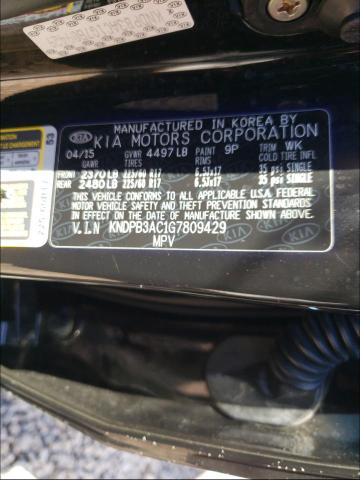 MANUFACTURED IN KOREA BY
KIA MOTORS CORPORATION
04/15 GVWR 4497LB PAINT 9P TRIM WK
GAWR TIRES RIMS COLD TIRE INFL
FRONT 2370LB 225/60 R17 6.5Jx17 35 psi SINGLE
REAR 2480LB 225/60 R17 6.5Jx17 35 psi SINGLE
THIS VEHICLE CONFORMS TO ALL APPLICABLE U.S.A FEDERAL
MOTOR VEHICLE SAFETY AND THEFT PREVENTION STANDARDS
IN EFFECT ON THE DATE OF MANUFACTURE SHOWN ABOVE
V.I.N KNDPB3AC1G7809429
MPV
53